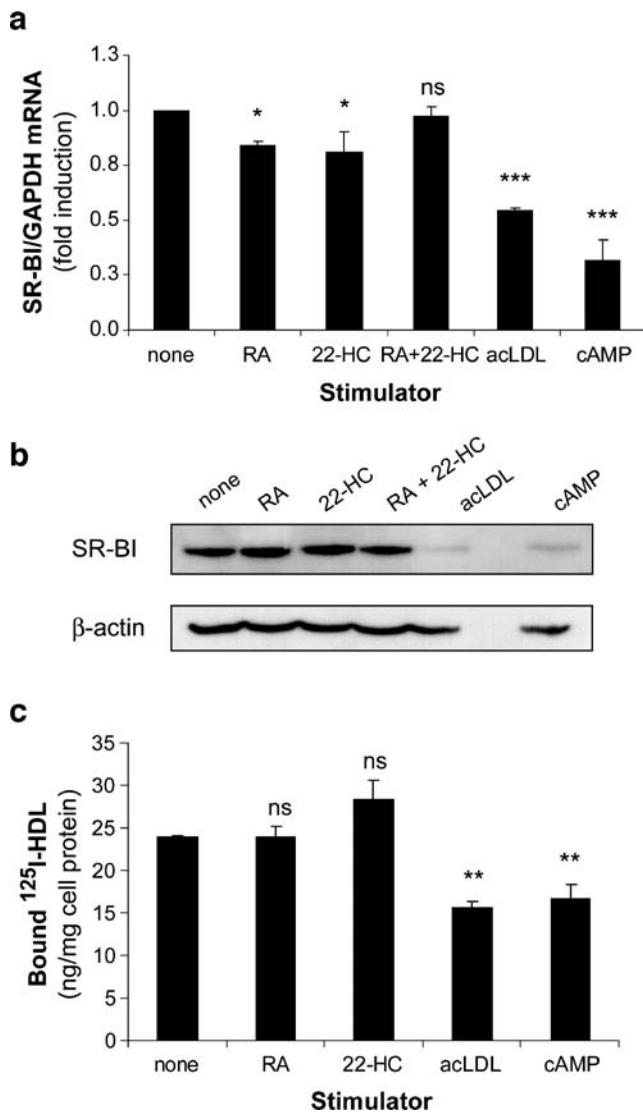 a
SR-BI/GAPDH mRNA
(fold induction)
1.3
1.0
0.8
0.5
0.3
0.0
*
*
ns
***
***
none RA 22-HC RA+22-HC acLDL cAMP
Stimulator
b
none RA 22-HC RA + 22-HC acLDL cAMP
SR-BI
β-actin
c
Bound ¹²⁵I-HDL
(ng/mg cell protein)
35
30
25
20
15
10
5
0
ns
ns
**
**
none RA 22-HC acLDL cAMP
Stimulator